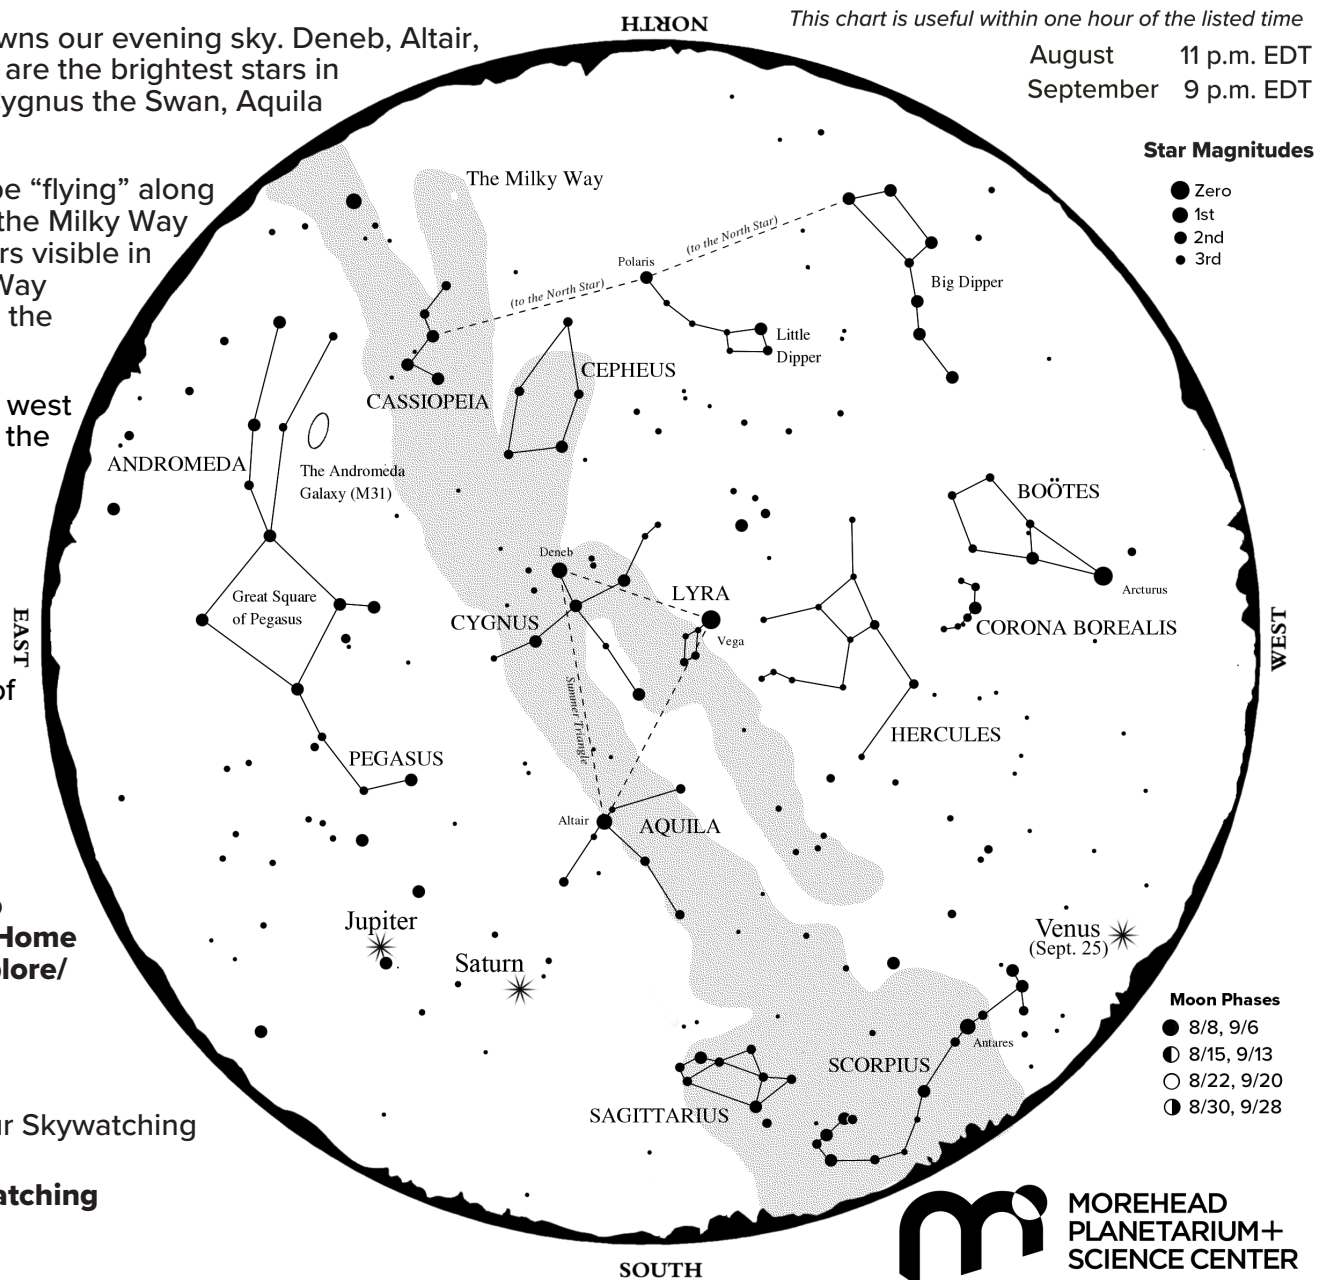 NORTH
This chart is useful within one hour of the listed time
August 11 p.m. EDT
September 9 p.m. EDT
wns our evening sky. Deneb, Altair,
are the brightest stars in
Cygnus the Swan, Aquila
Star Magnitudes
Zero
1st
2nd
3rd
be “flying” along
the Milky Way
rs visible in
Way
the
west
the
of
Home
plore/
ur Skywatching
atching
The Milky Way
(to the North Star)
Polaris
(to the North Star)
Big Dipper
Little
Dipper
CEPHEUS
CASSIOPEIA
ANDROMEDA
The Andromeda
Galaxy (M31)
BOÖTES
Deneb
Arcturus
LYRA
Great Square
of Pegasus
CYGNUS
Vega
CORONA BOREALIS
EAST
WEST
Summer Triangle
HERCULES
PEGASUS
Altair
AQUILA
Jupiter
Saturn
Venus
(Sept. 25)
Antares
SCORPIUS
SAGITTARIUS
Moon Phases
8/8, 9/6
8/15, 9/13
8/22, 9/20
8/30, 9/28
SOUTH
MOREHEAD
PLANETARIUM+
SCIENCE CENTER